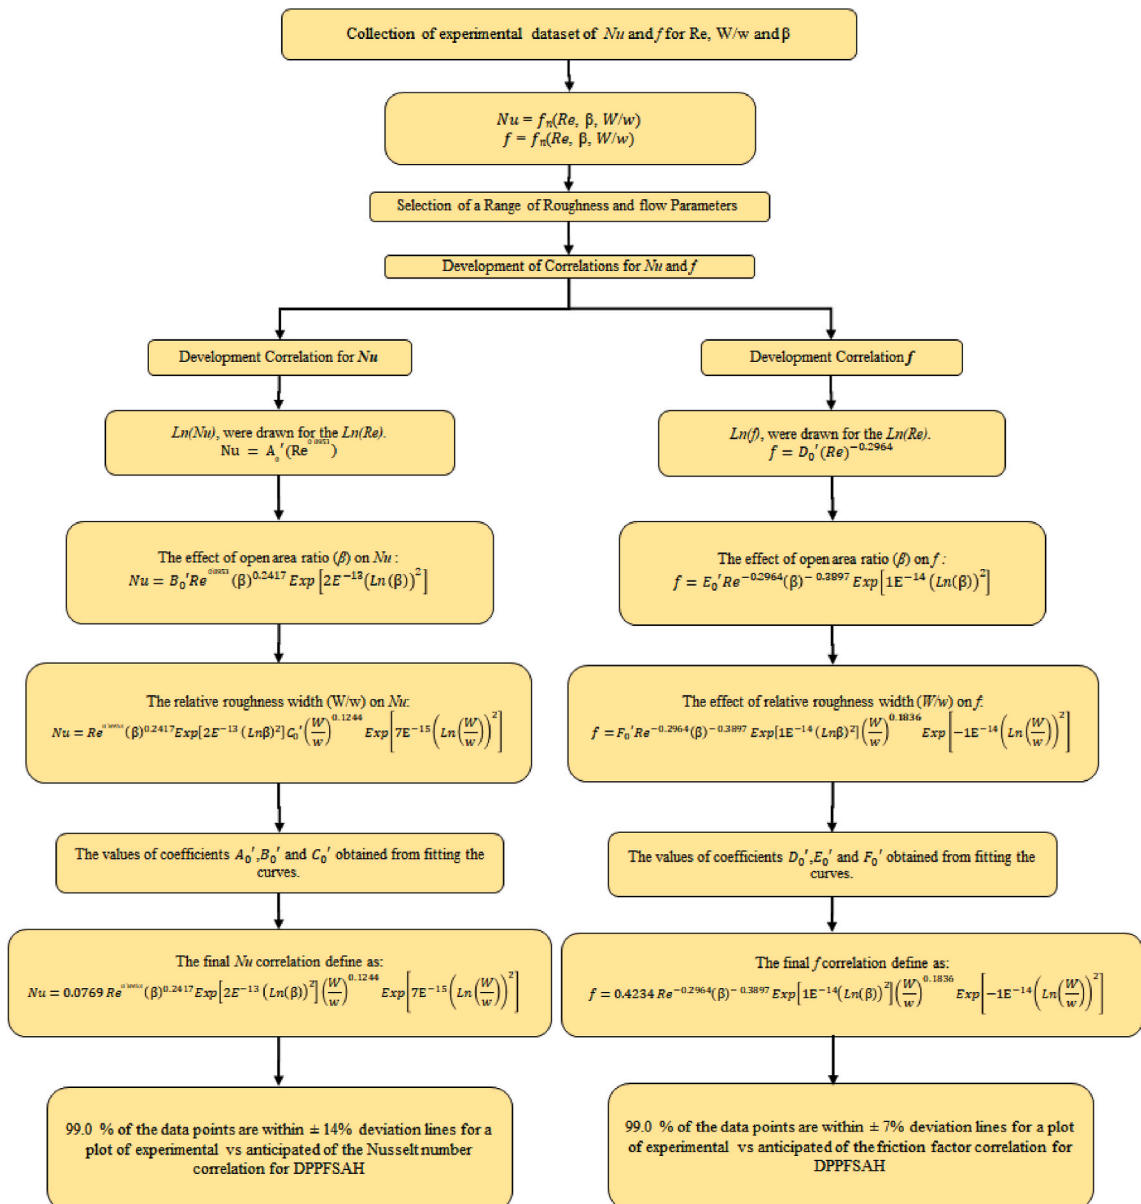 Collection of experimental dataset of Nu and f for Re, W/w and β
Nu = fₙ(Re, β, W/w)
f = fₙ(Re, β, W/w)
Selection of a Range of Roughness and flow Parameters
Development of Correlations for Nu and f
Development Correlation for Nu
Ln(Nu), were drawn for the Ln(Re).
Nu = A₀′(Re )
The effect of open area ratio (β) on Nu :
Nu = B₀′Re (β)^0.2417 Exp[2E⁻¹³(Ln(β))²]
The relative roughness width (W/w) on Nu:
Nu = Re (β)^0.2417 Exp[2E⁻¹³ (Lnβ)²]C₀′(W/w)^0.1244 Exp[7E⁻¹⁵(Ln(W/w))²]
The values of coefficients A₀′,B₀′ and C₀′ obtained from fitting the
curves.
The final Nu correlation define as:
Nu = 0.0769 Re (β)^0.2417 Exp[2E⁻¹³ (Ln(β))²](W/w)^0.1244 Exp[7E⁻¹⁵(Ln(W/w))²]
99.0 % of the data points are within ± 14% deviation lines for a
plot of experimental vs anticipated of the Nusselt number
correlation for DPPFSAH
Development Correlation f
Ln(f), were drawn for the Ln(Re).
f = D₀′(Re)^−0.2964
The effect of open area ratio (β) on f :
f = E₀′Re^−0.2964(β)^−0.3897 Exp[1E⁻¹⁴ (Ln(β))²]
The effect of relative roughness width (W/w) on f:
f = F₀′Re^−0.2964(β)^−0.3897 Exp[1E⁻¹⁴ (Lnβ)²](W/w)^0.1836 Exp[−1E⁻¹⁴(Ln(W/w))²]
The values of coefficients D₀′,E₀′ and F₀′ obtained from fitting the
curves.
The final f correlation define as:
f = 0.4234 Re^−0.2964(β)^−0.3897 Exp[1E⁻¹⁴(Ln(β))²](W/w)^0.1836 Exp[−1E⁻¹⁴(Ln(W/w))²]
99.0 % of the data points are within ± 7% deviation lines for a plot
of experimental vs anticipated of the friction factor correlation for
DPPFSAH